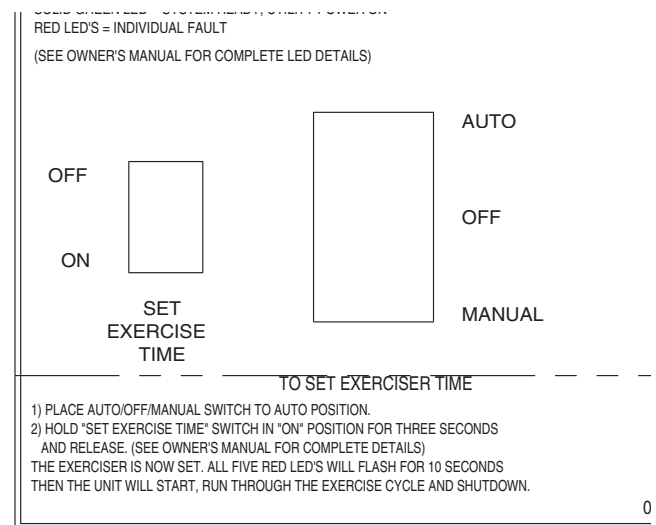 RED LED'S = INDIVIDUAL FAULT
(SEE OWNER'S MANUAL FOR COMPLETE LED DETAILS)
AUTO
OFF
OFF
ON
MANUAL
SET
EXERCISE
TIME
TO SET EXERCISER TIME
1) PLACE AUTO/OFF/MANUAL SWITCH TO AUTO POSITION.
2) HOLD "SET EXERCISE TIME" SWITCH IN "ON" POSITION FOR THREE SECONDS
AND RELEASE. (SEE OWNER'S MANUAL FOR COMPLETE DETAILS)
THE EXERCISER IS NOW SET. ALL FIVE RED LED'S WILL FLASH FOR 10 SECONDS
THEN THE UNIT WILL START, RUN THROUGH THE EXERCISE CYCLE AND SHUTDOWN.
0